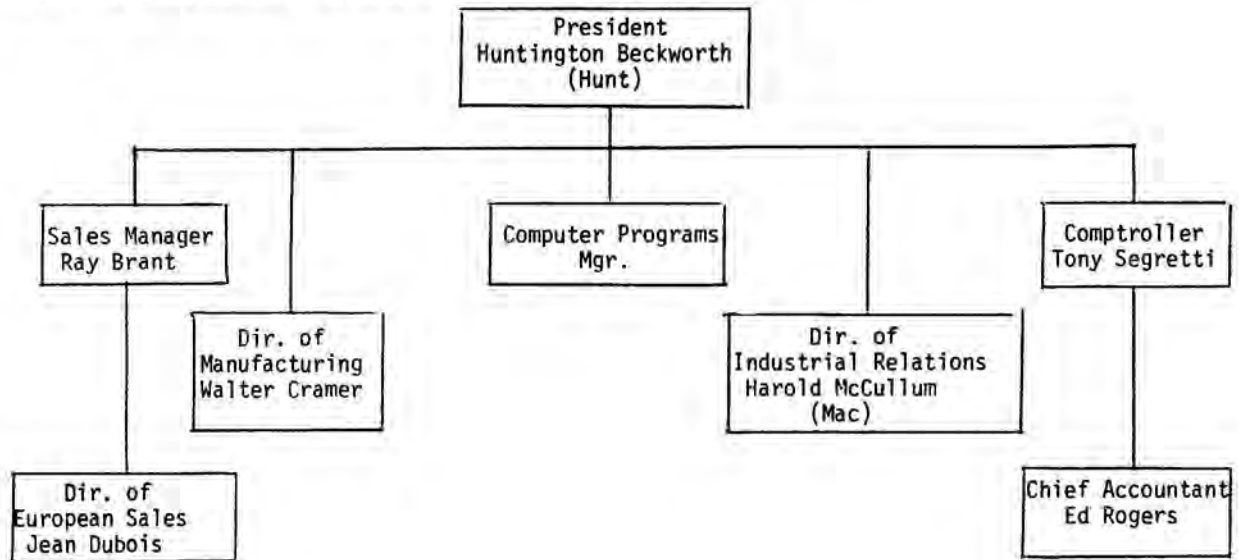 President
Huntington Beckworth
(Hunt)
Sales Manager
Ray Brant
Computer Programs
Mgr.
Comptroller
Tony Segretti
Dir. of
Manufacturing
Walter Cramer
Dir. of
Industrial Relations
Harold McCullum
(Mac)
Dir. of
European Sales
Jean Dubois
Chief Accountant
Ed Rogers